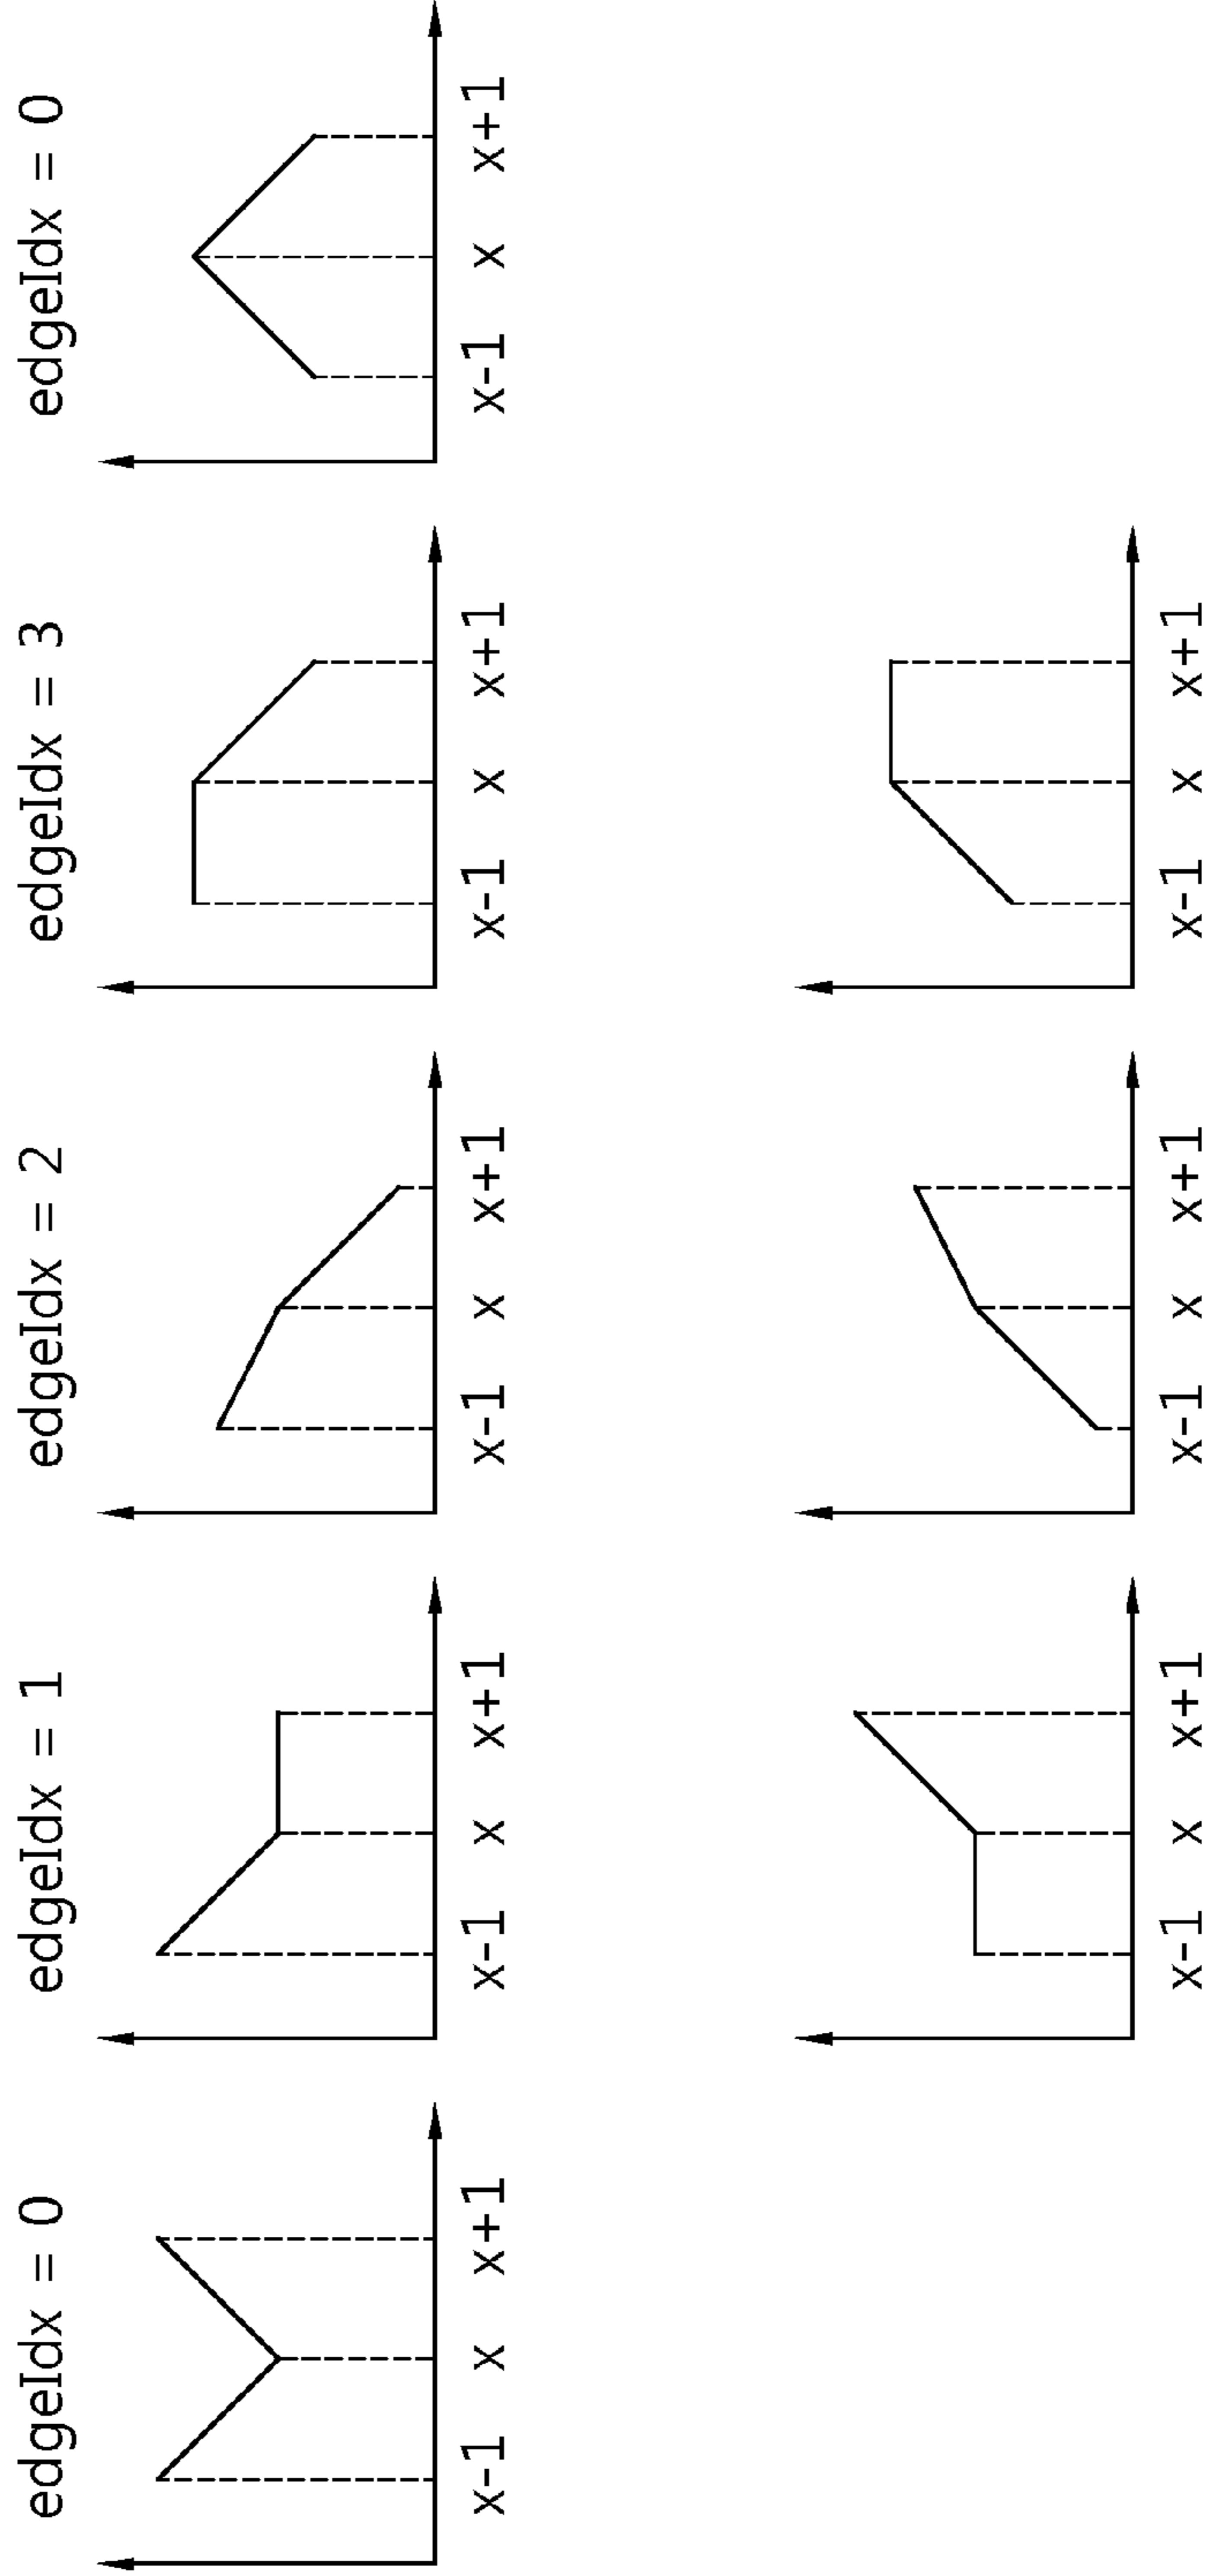 edgeIdx = 0
x-1 x x+1
edgeIdx = 1
x-1 x x+1
x-1 x x+1
edgeIdx = 2
x-1 x x+1
x-1 x x+1
edgeIdx = 3
x-1 x x+1
x-1 x x+1
edgeIdx = 0
x-1 x x+1